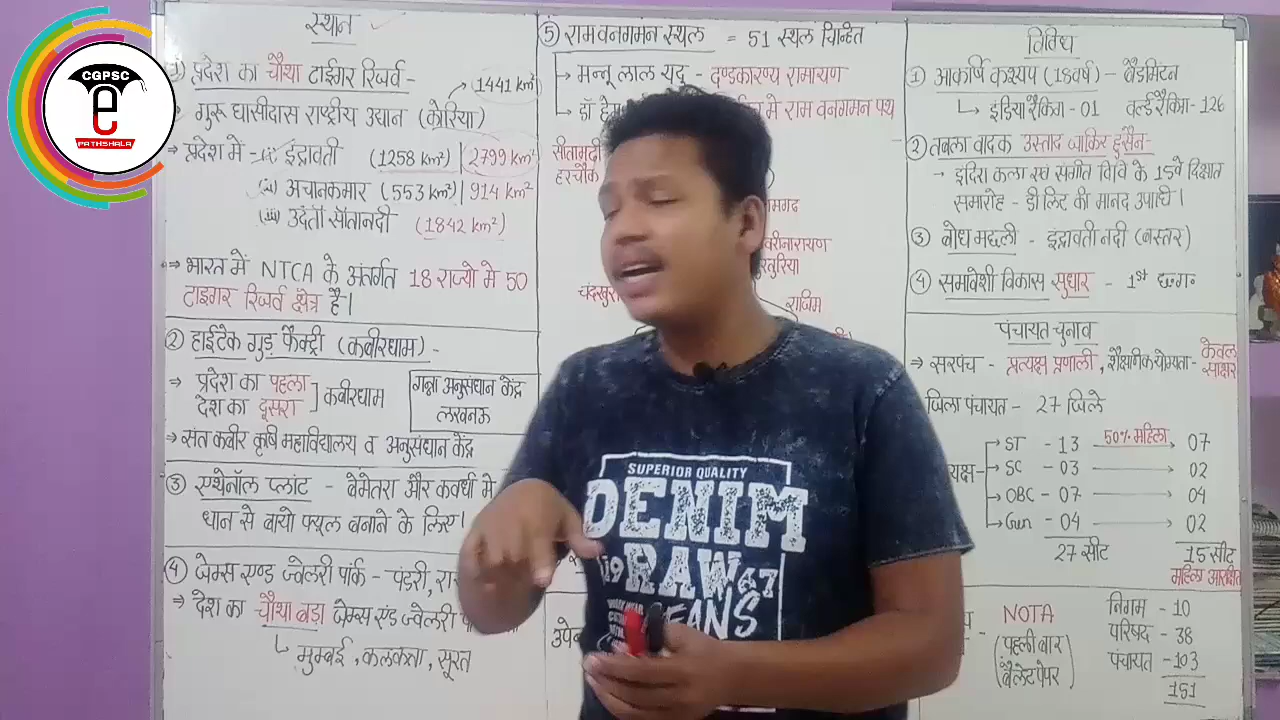 CGPSC
e
PATHSHALA
स्थान
① प्रदेश का चौथा टाईगर रिजर्व -
(1441 km²)
गुरू घासीदास राष्ट्रीय उद्यान (कोरिया)
→ प्रदेश में - (i) इंद्रावती (1258 km²) | 2799 km²
(ii) अचानकमार (553 km²) | 914 km²
(iii) उदंती सीतानदी (1842 km²)
⇒ भारत में NTCA के अंतर्गत 18 राज्यो मे 50
टाइगर रिजर्व क्षेत्र है।
② हाईटेक गुड़ फैक्ट्री (कबीरधाम) -
⇒ प्रदेश का पहला
देश का दूसरा ] कबीरधाम
गन्ना अनुसंधान केंद्र
लखनऊ
→ संत कबीर कृषि महाविद्यालय व अनुसंधान केंद्र
③ एथेनॉल प्लांट - बेमेतरा और कवर्धा मे
धान से बायो फ्यूल बनाने के लिए।
④ जेम्स एण्ड ज्वेलरी पार्क - पंडरी,
⇒ देश का चौथा बड़ा जेम्स एंड ज्वेलरी
↳ मुम्बई, कलकत्ता, सूरत
⑤ रामवनगमन स्थल = 51 स्थल चिन्हित
→ मन्नू लाल यदु - दण्डकारण्य रामायण
→ डॉ मे राम वनगमन पथ
सीतामढ़ी
हरचौका
रामगढ
राजिम
विविध
① आकर्षि कश्यप (18वर्ष) - बैडमिंटन
↳ इंडिया रैंकिंग - 01 वर्ल्ड रैंकिंग - 126
② तबला वादक उस्ताद जाकिर हुसैन -
→ इंदिरा कला एवं संगीत विवि के 15वे दिक्षांत
समारोह - डी लिट की मानद उपाधि।
③ बोध मछली - इंद्रावती नदी (बस्तर)
④ समावेशी विकास सुधार - 1st छ.ग.
पंचायत चुनाव
⇒ सरपंच - प्रत्यक्ष प्रणाली, शैक्षणिक योग्यता - केवल
साक्षर
जिला पंचायत - 27 जिले
→ ST - 13 50% महिला → 07
→ SC - 03 → 02
→ OBC - 07 → 04
→ Gen - 04 → 02
27 सीट 15 सीट
महिला आरक्षित
NOTA
(पहली बार
बैलेट पेपर)
निगम - 10
परिषद - 38
पंचायत - 103
151
SUPERIOR QUALITY
DENIM
19 RAW 67
JEANS